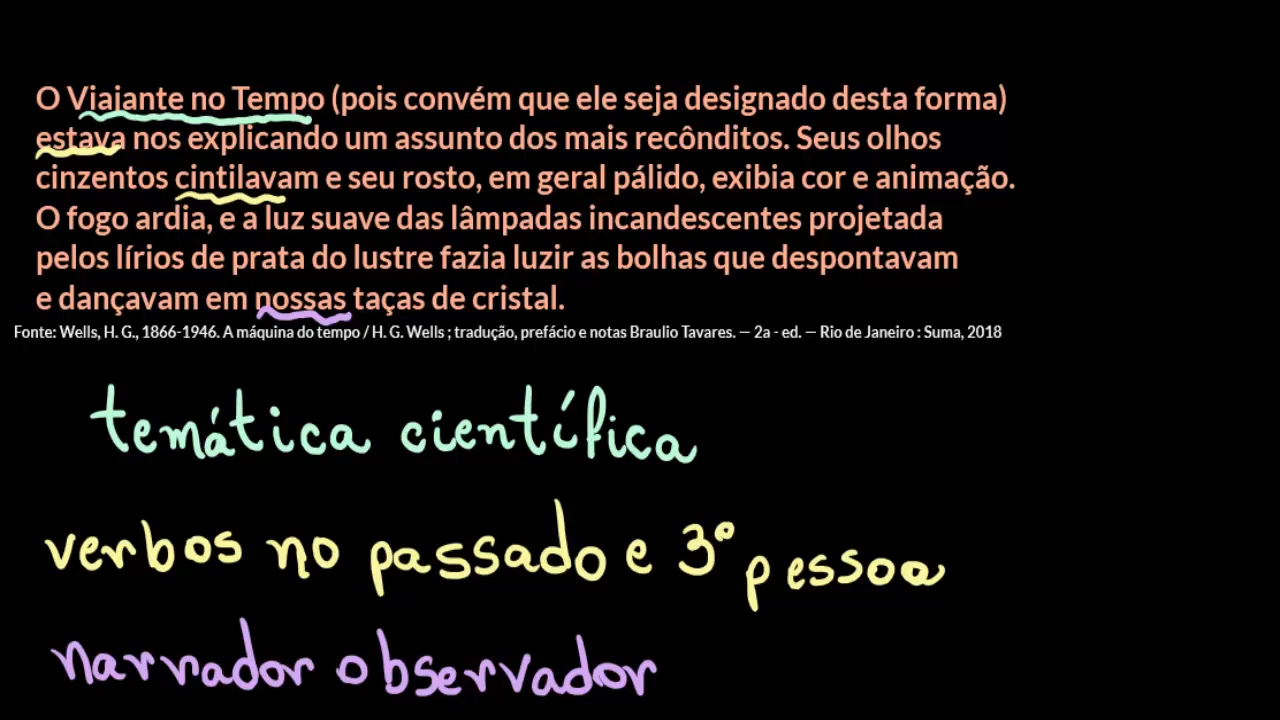 O Viajante no Tempo (pois convém que ele seja designado desta forma)
estava nos explicando um assunto dos mais recônditos. Seus olhos
cinzentos cintilavam e seu rosto, em geral pálido, exibia cor e animação.
O fogo ardia, e a luz suave das lâmpadas incandescentes projetada
pelos lírios de prata do lustre fazia luzir as bolhas que despontavam
e dançavam em nossas taças de cristal.
Fonte: Wells, H. G., 1866-1946. A máquina do tempo / H. G. Wells ; tradução, prefácio e notas Braulio Tavares. — 2a - ed. — Rio de Janeiro : Suma, 2018
temática científica
verbos no passado e 3º pessoa
narrador observador